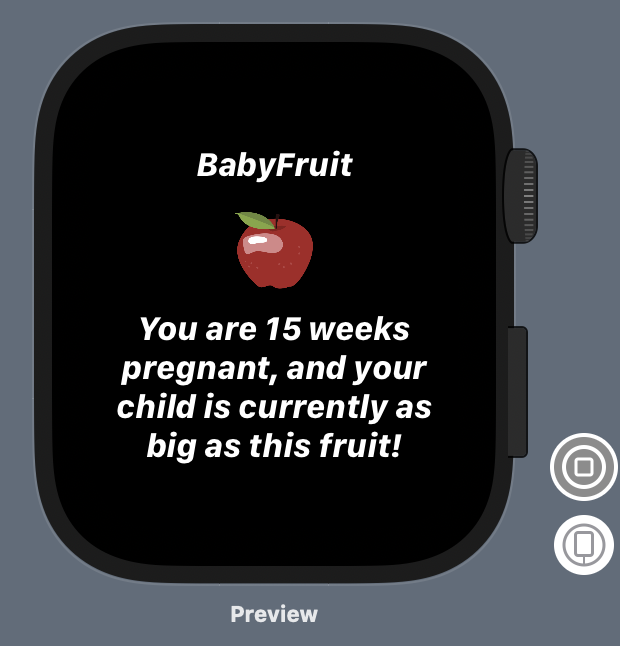 BabyFruit
You are 15 weeks
pregnant, and your
child is currently as
big as this fruit!
Preview